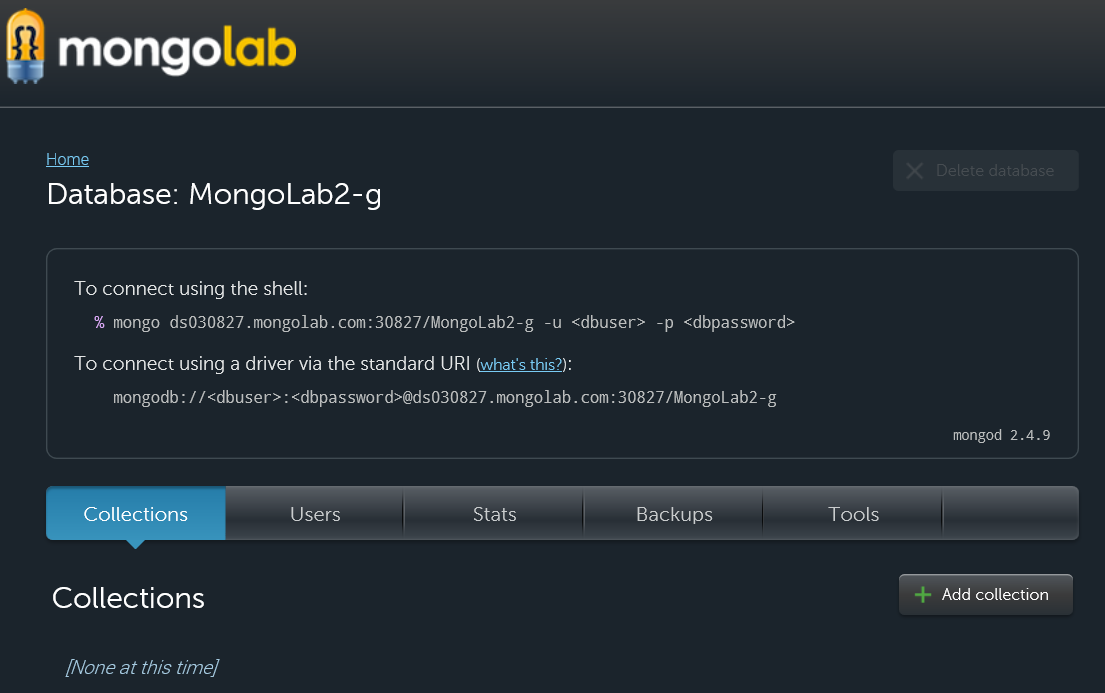 mongolab
Home
Delete database
Database: MongoLab2-g
To connect using the shell:
% mongo ds030827.mongolab.com:30827/MongoLab2-g -u <dbuser> -p <dbpassword>
To connect using a driver via the standard URI (what's this?):
mongodb://<dbuser>:<dbpassword>@ds030827.mongolab.com:30827/MongoLab2-g
mongod 2.4.9
Collections Users Stats Backups Tools
Collections
Add collection
[None at this time]